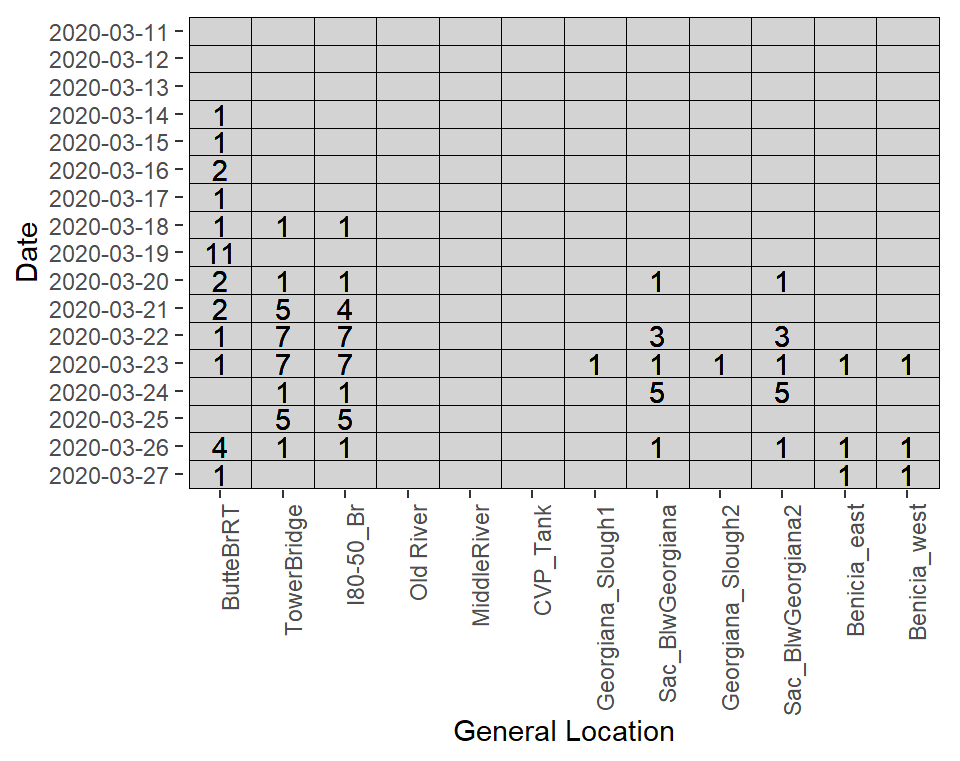 2020-03-11
2020-03-12
2020-03-13
2020-03-14 1
2020-03-15 1
2020-03-16 2
2020-03-17 1
2020-03-18 1 1 1
2020-03-19 11
2020-03-20 2 1 1 1 1
2020-03-21 2 5 4
2020-03-22 1 7 7 3 3
2020-03-23 1 7 7 1 1 1 1 1 1
2020-03-24 1 1 5 5
2020-03-25 5 5
2020-03-26 4 1 1 1 1 1 1
2020-03-27 1 1 1
Date
ButteBrRT
TowerBridge
I80-50_Br
Old River
MiddleRiver
CVP_Tank
Georgiana_Slough1
Sac_BlwGeorgiana
Georgiana_Slough2
Sac_BlwGeorgiana2
Benicia_east
Benicia_west
General Location